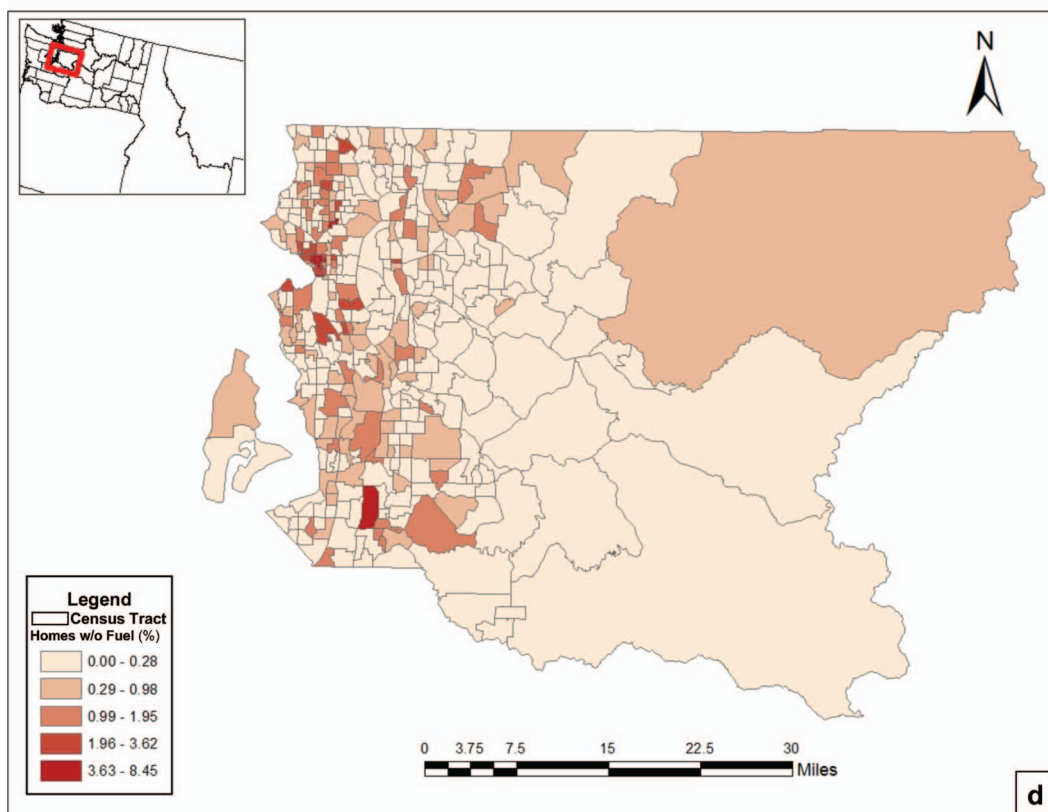 N
Legend
Census Tract
Homes w/o Fuel (%)
0.00 - 0.28
0.29 - 0.98
0.99 - 1.95
1.96 - 3.62
3.63 - 8.45
0 3.75 7.5 15 22.5 30
Miles
d